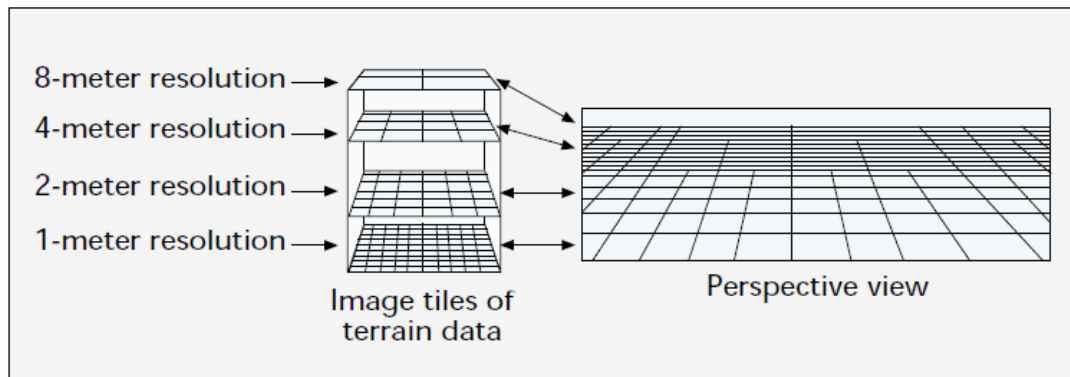 8-meter resolution
4-meter resolution
2-meter resolution
1-meter resolution
Image tiles of
terrain data
Perspective view